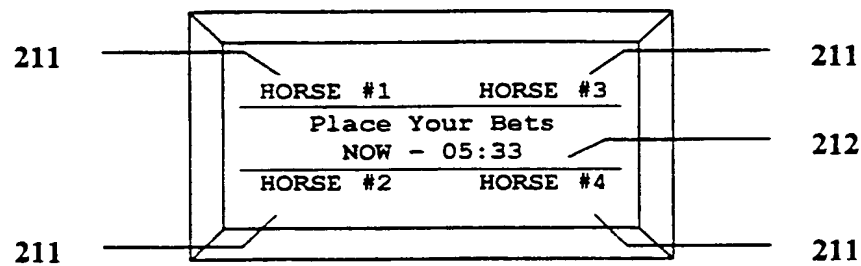 211 211
HORSE #1 HORSE #3
Place Your Bets
NOW - 05:33 212
HORSE #2 HORSE #4
211 211